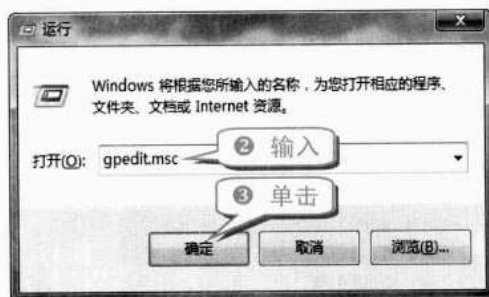 运行
Windows 将根据您所输入的名称，为您打开相应的程序、
文件夹、文档或 Internet 资源。
打开(O): gpedit.msc
❷ 输入
❸ 单击
确定 取消 浏览(B)...